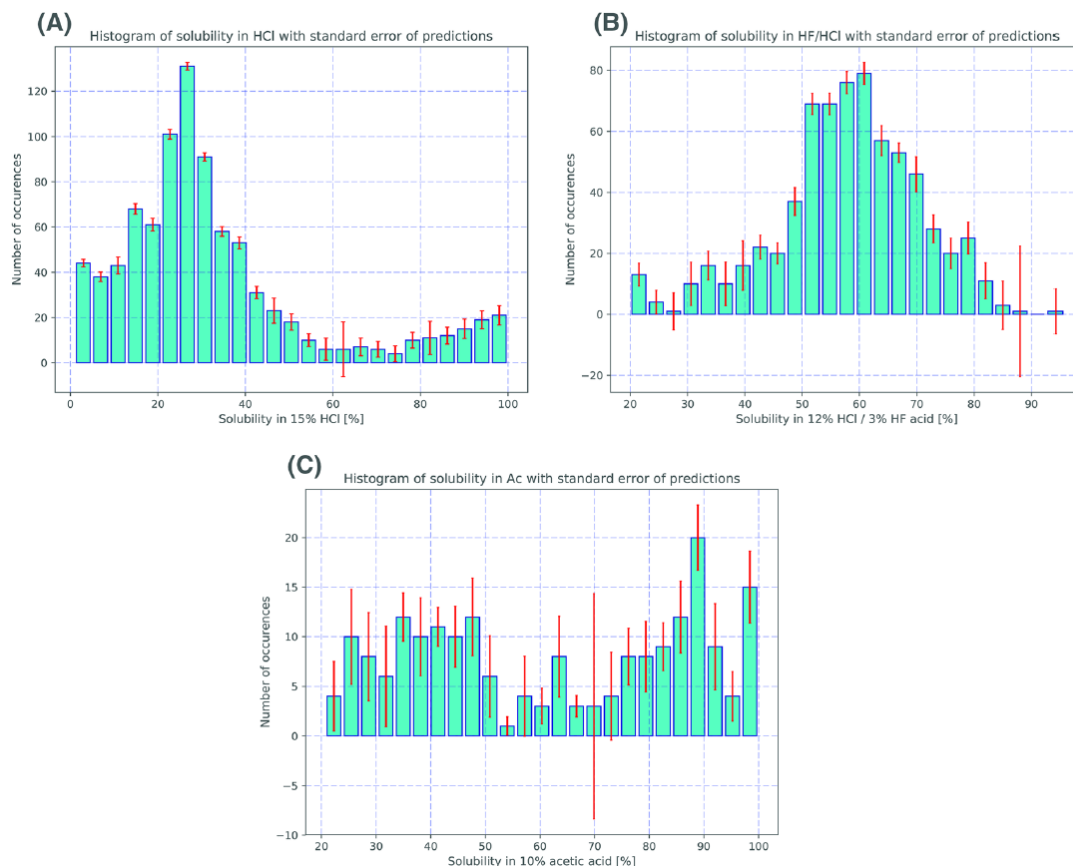 (A)
Histogram of solubility in HCl with standard error of predictions
Number of occurences
120
100
80
60
40
20
0
0 20 40 60 80 100
Solubility in 15% HCl [%]
(B)
Histogram of solubility in HF/HCl with standard error of predictions
Number of occurences
80
60
40
20
0
−20
20 30 40 50 60 70 80 90
Solubility in 12% HCl / 3% HF acid [%]
(C)
Histogram of solubility in Ac with standard error of predictions
Number of occurences
20
15
10
5
0
−5
−10
20 30 40 50 60 70 80 90 100
Solubility in 10% acetic acid [%]